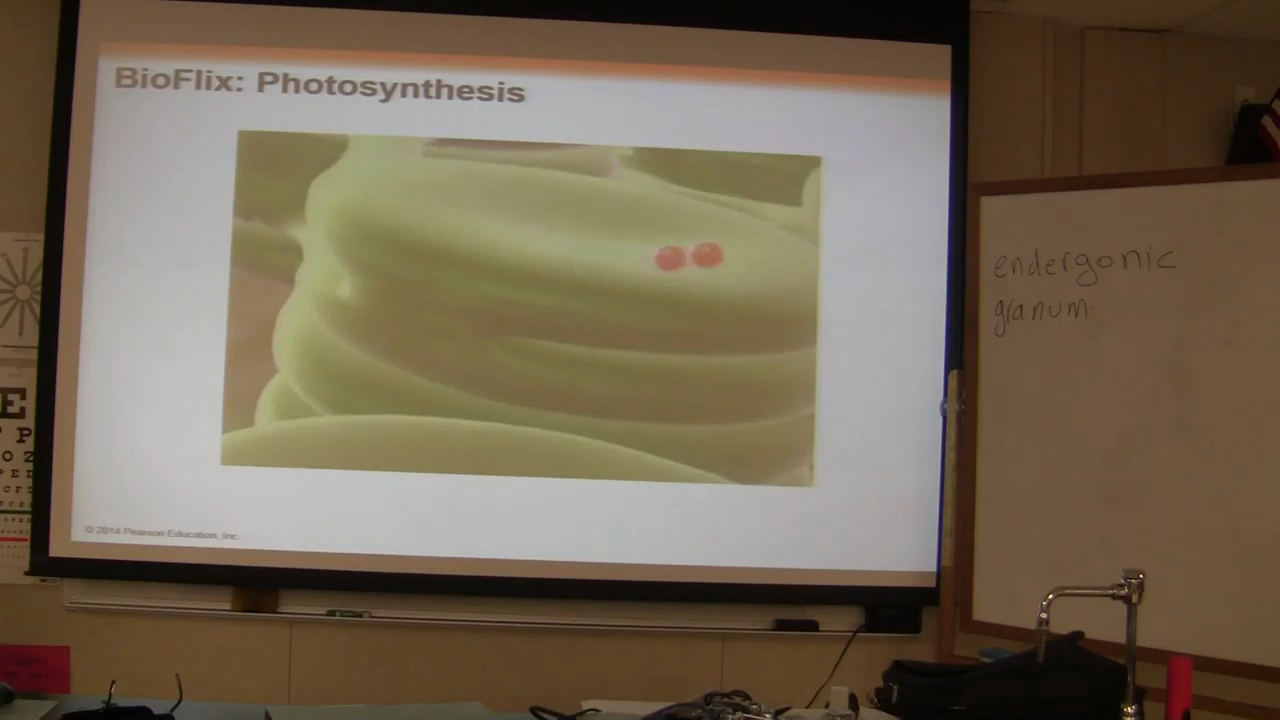 BioFlix: Photosynthesis
© 2014 Pearson Education, Inc.
endergonic
granum
E